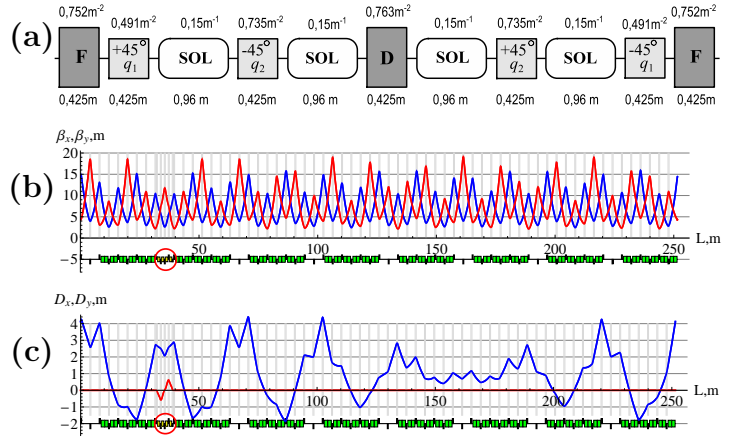 0,752m-2 0,491m-2 0,15m-1 0,735m-2 0,15m-1 0,763m-2 0,15m-1 0,735m-2 0,15m-1 0,491m-2 0,752m-2
(a) F +45° q1 SOL -45° q2 SOL D SOL +45° q2 SOL -45° q1 F
0,425m 0,425m 0,96 m 0,425m 0,96 m 0,425m 0,96 m 0,425m 0,96 m 0,425m 0,425m
βx,βy,m
20
15
(b) 10
5
0 50 100 150 200 250 L,m
−5
Dx,Dy,m
4
3
(c) 2
1
0 50 100 150 200 250 L,m
−1
−2